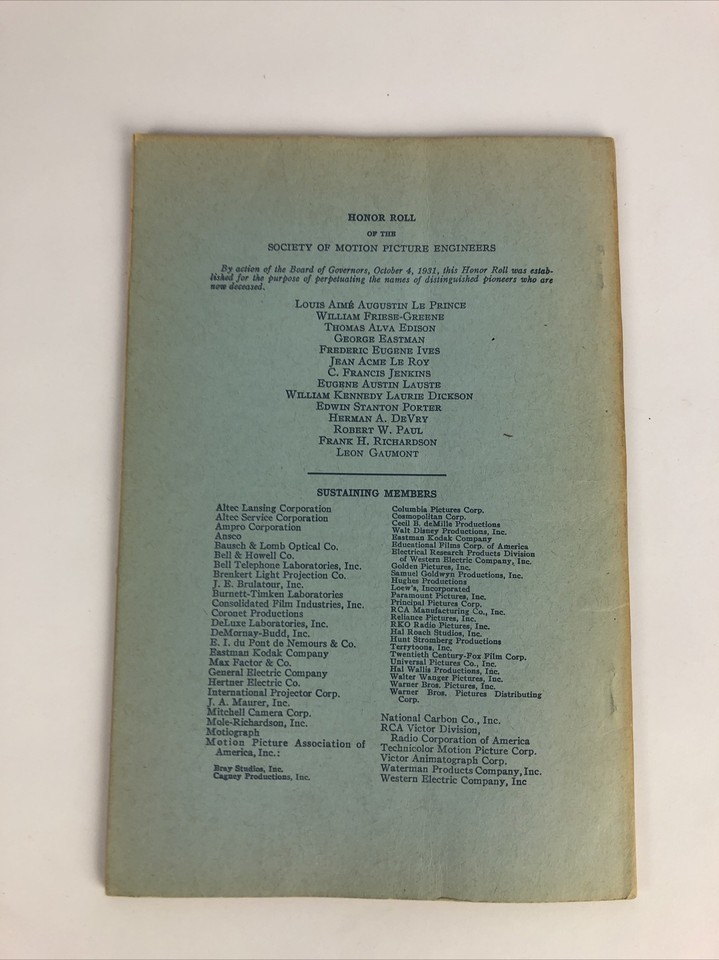 HONOR ROLL
OF THE
SOCIETY OF MOTION PICTURE ENGINEERS
By action of the Board of Governors, October 4, 1931, this Honor Roll was estab-
lished for the purpose of perpetuating the names of distinguished pioneers who are
now deceased.
LOUIS AIMÉ AUGUSTIN LE PRINCE
WILLIAM FRIESE-GREENE
THOMAS ALVA EDISON
GEORGE EASTMAN
FREDERIC EUGENE IVES
JEAN ACME LE ROY
C. FRANCIS JENKINS
EUGENE AUSTIN LAUSTE
WILLIAM KENNEDY LAURIE DICKSON
EDWIN STANTON PORTER
HERMAN A. DEVRY
ROBERT W. PAUL
FRANK H. RICHARDSON
LEON GAUMONT
SUSTAINING MEMBERS
Altec Lansing Corporation
Altec Service Corporation
Ampro Corporation
Ansco
Bausch & Lomb Optical Co.
Bell & Howell Co.
Bell Telephone Laboratories, Inc.
Brenkert Light Projection Co.
J. E. Brulatour, Inc.
Burnett-Timken Laboratories
Consolidated Film Industries, Inc.
Coronet Productions
DeLuxe Laboratories, Inc.
DeMornay-Budd, Inc.
E. I. du Pont de Nemours & Co.
Eastman Kodak Company
Max Factor & Co.
General Electric Company
Hertner Electric Co.
International Projector Corp.
J. A. Maurer, Inc.
Mitchell Camera Corp.
Mole-Richardson, Inc.
Motiograph
Motion Picture Association of
America, Inc.:
Bray Studios, Inc.
Cagney Productions, Inc.
Columbia Pictures Corp.
Cosmopolitan Corp.
Cecil B. deMille Productions
Walt Disney Productions, Inc.
Eastman Kodak Company
Educational Films Corp. of America
Electrical Research Products Division
of Western Electric Company, Inc.
Golden Pictures, Inc.
Samuel Goldwyn Productions, Inc.
Hughes Productions
Loew's, Incorporated
Paramount Pictures, Inc.
Principal Pictures Corp.
RCA Manufacturing Co., Inc.
Reliance Pictures, Inc.
RKO Radio Pictures, Inc.
Hal Roach Studios, Inc.
Hunt Stromberg Productions
Terrytoons, Inc.
Twentieth Century-Fox Film Corp.
Universal Pictures Co., Inc.
Hal Wallis Productions, Inc.
Walter Wanger Pictures, Inc.
Warner Bros. Pictures, Inc.
Warner Bros. Pictures Distributing
Corp.
National Carbon Co., Inc.
RCA Victor Division,
Radio Corporation of America
Technicolor Motion Picture Corp.
Victor Animatograph Corp.
Waterman Products Company, Inc.
Western Electric Company, Inc